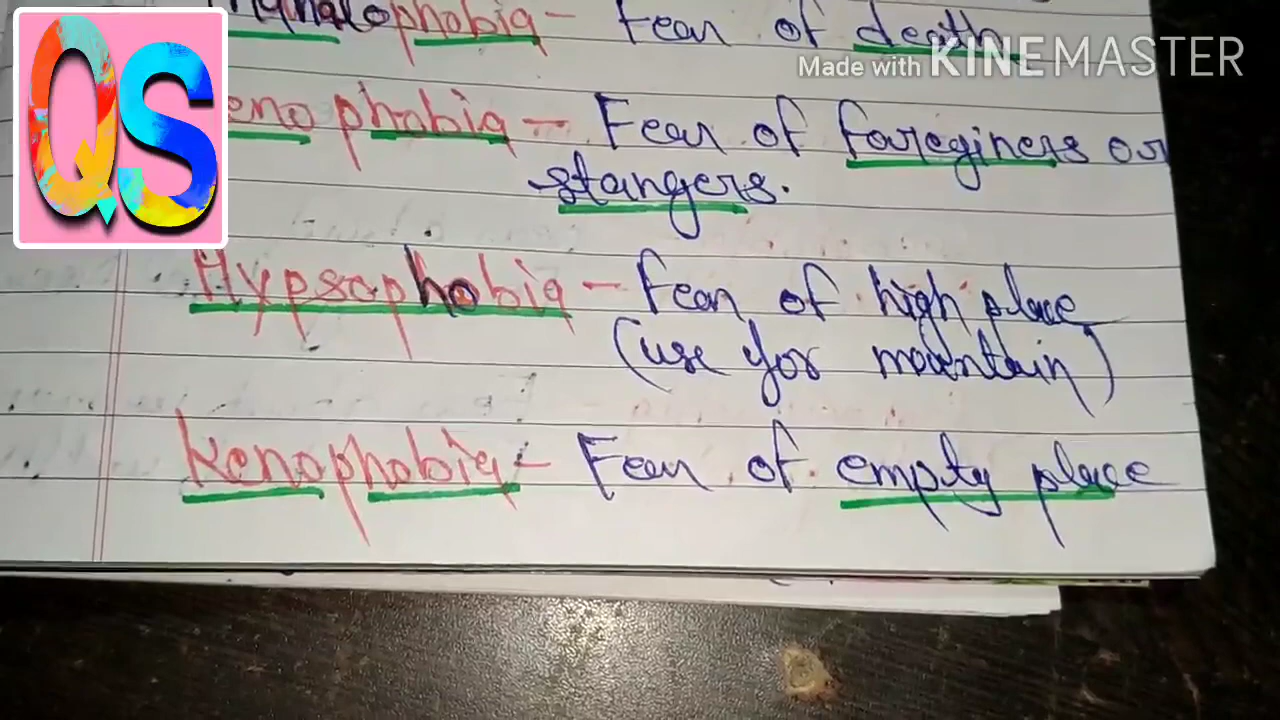 phobia - Fear of death
Made with KINEMASTER
QS
enophobia - Fear of foreginers or
stangers.
Hypsophobia - Fear of high place
(use for mountain)
Kenophobia - Fear of empty place